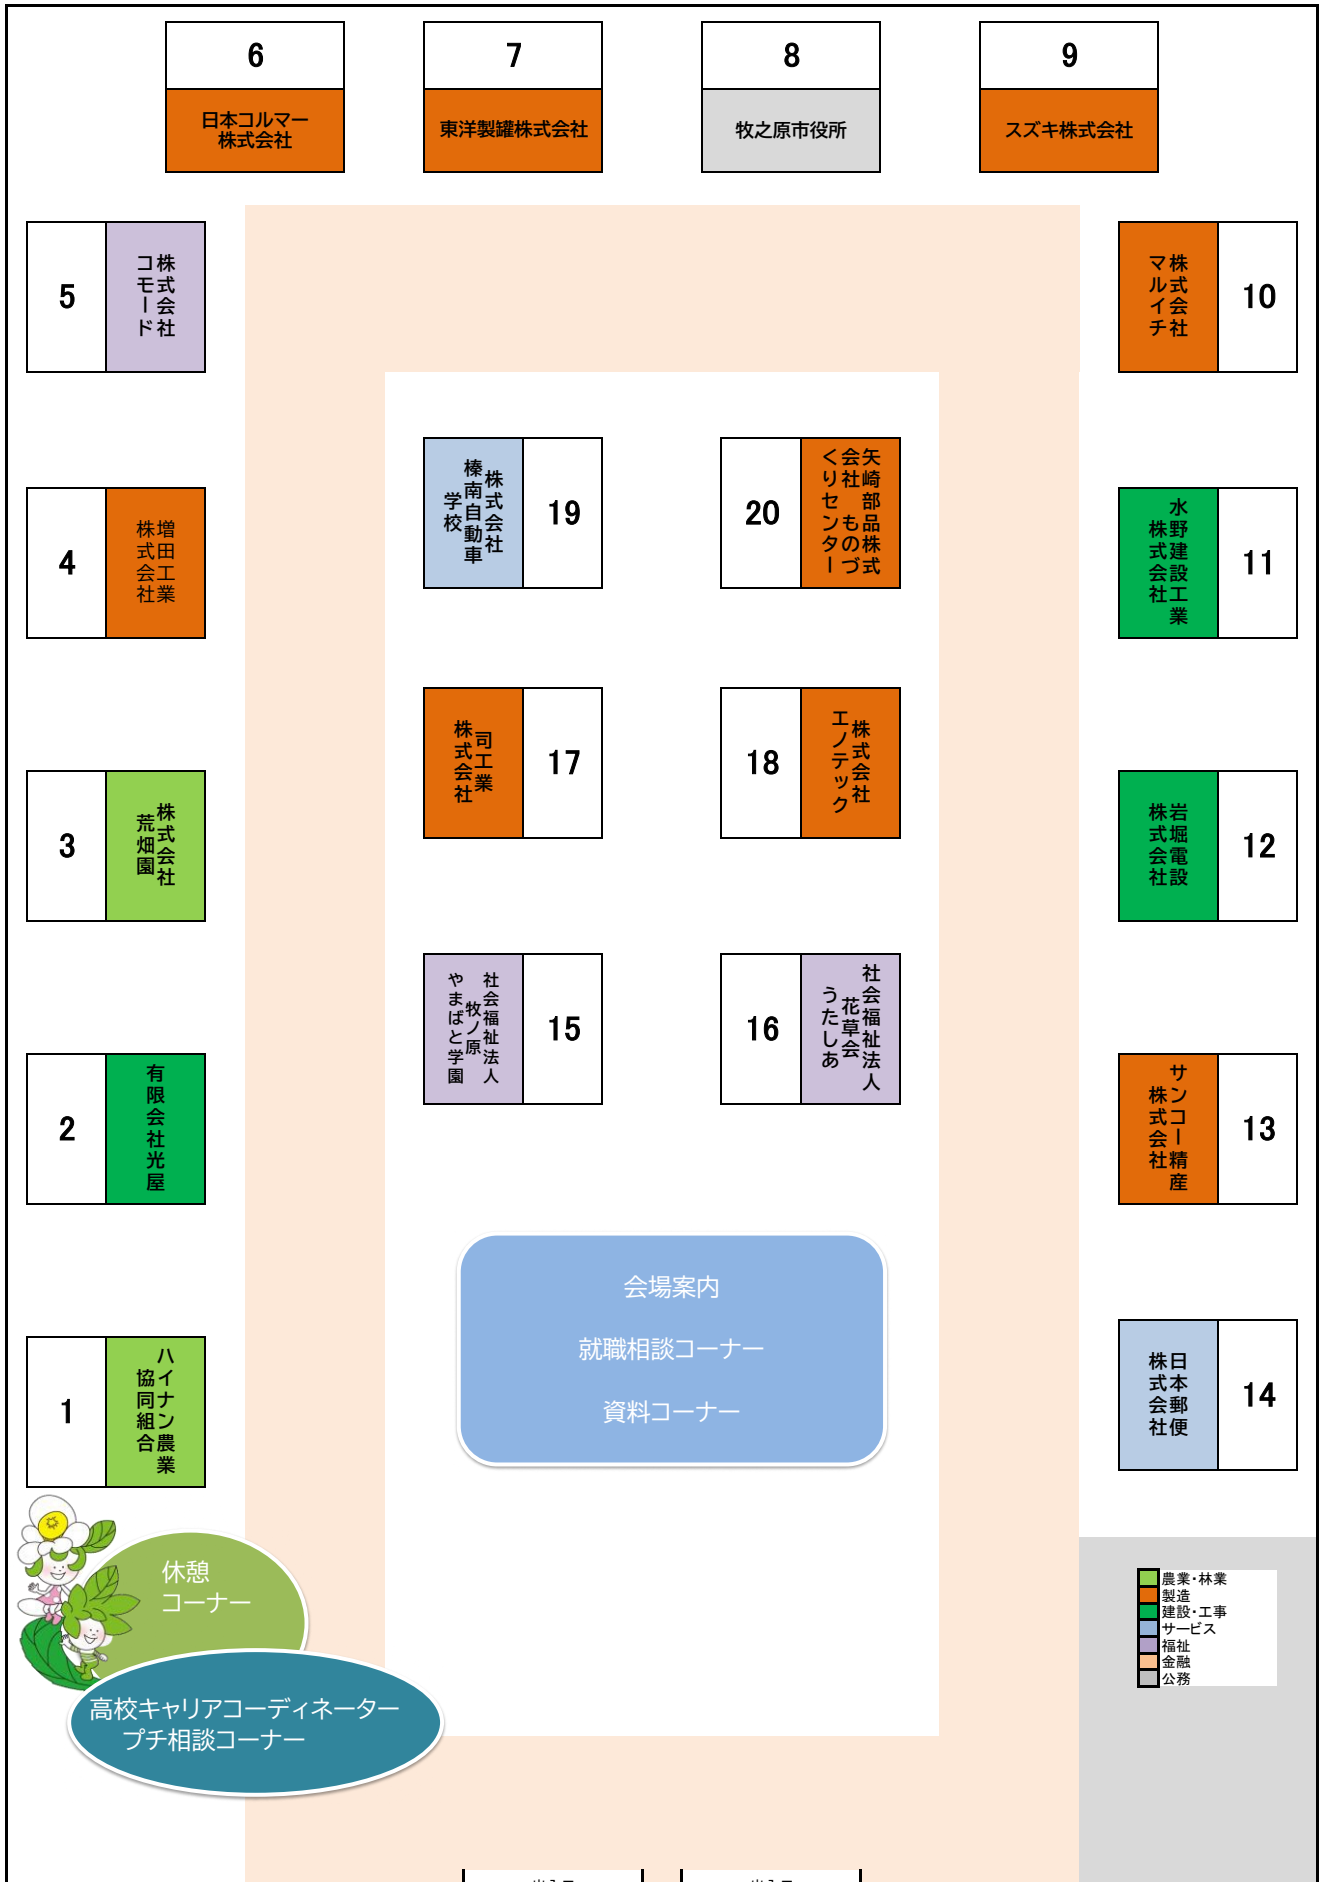 6
日本コルマー
株式会社
7
東洋製罐株式会社
8
牧之原市役所
9
スズキ株式会社
5
株式会社
コモード
10
株式会社
マルイチ
19
株式会社
榛南自動車
学校
20
矢崎部品株式
会社 ものづ
くりセンター
4
増田工業
株式会社
11
水野建設工業
株式会社
17
司工業
株式会社
18
株式会社
エノテック
3
株式会社
荒畑園
12
岩堀電設
株式会社
15
社会福祉法人
牧ノ原
やまばと学園
16
社会福祉法人
花草会
うたしあ
2
有限会社光屋
13
サンコー精産
株式会社
会場案内
就職相談コーナー
資料コーナー
1
ハイナン農業
協同組合
14
日本郵便
株式会社
休憩
コーナー
高校キャリアコーディネーター
プチ相談コーナー
農業・林業
製造
建設・工事
サービス
福祉
金融
公務